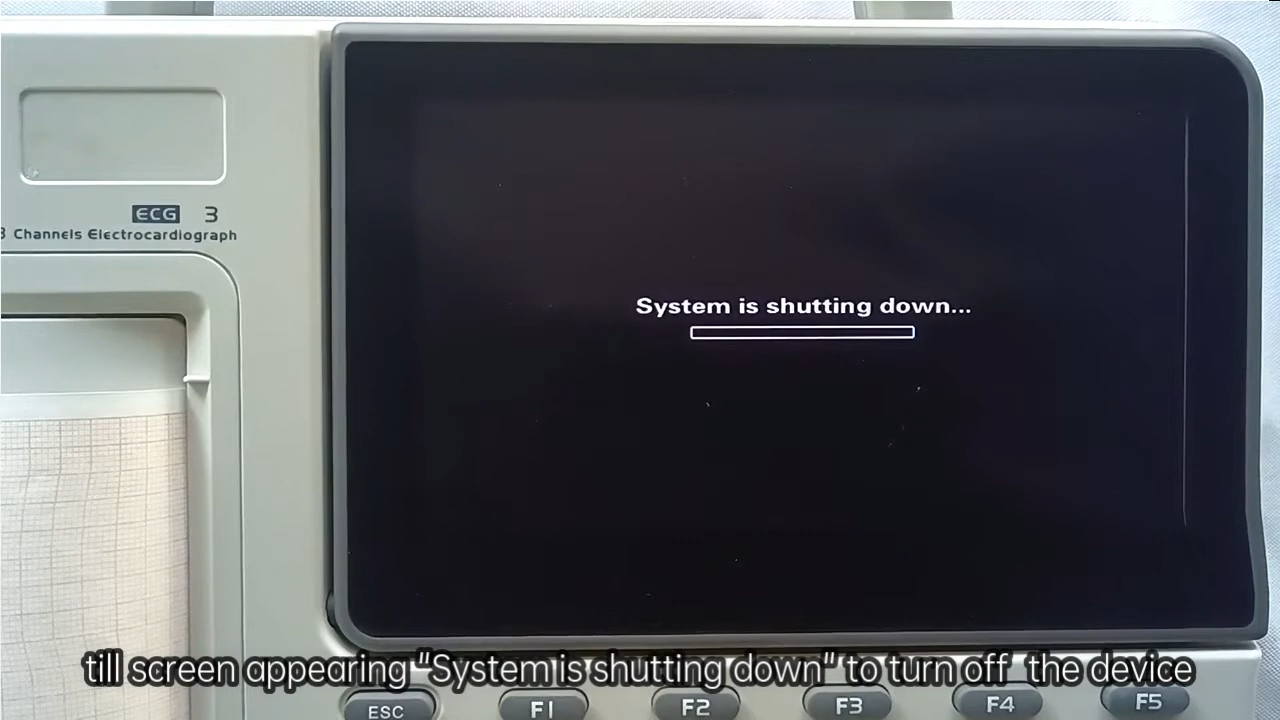 ECG 3
3 Channels Electrocardiograph
System is shutting down...
till screen appearing "System is shutting down" to turn off the device
ESC F1 F2 F3 F4 F5